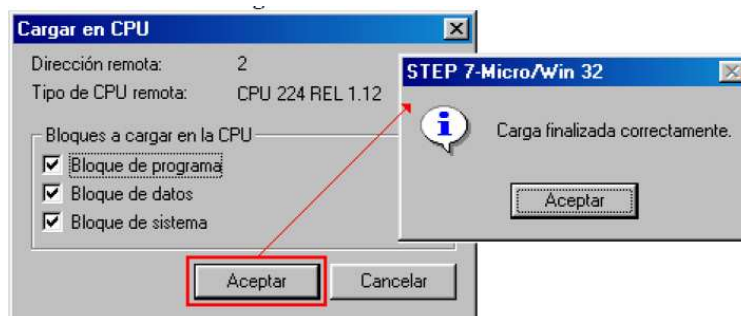 Cargar en CPU
Dirección remota: 2
Tipo de CPU remota: CPU 224 REL 1.12
Bloques a cargar en la CPU
Bloque de programa
Bloque de datos
Bloque de sistema
Aceptar Cancelar
STEP 7-Micro/Win 32
Carga finalizada correctamente.
Aceptar